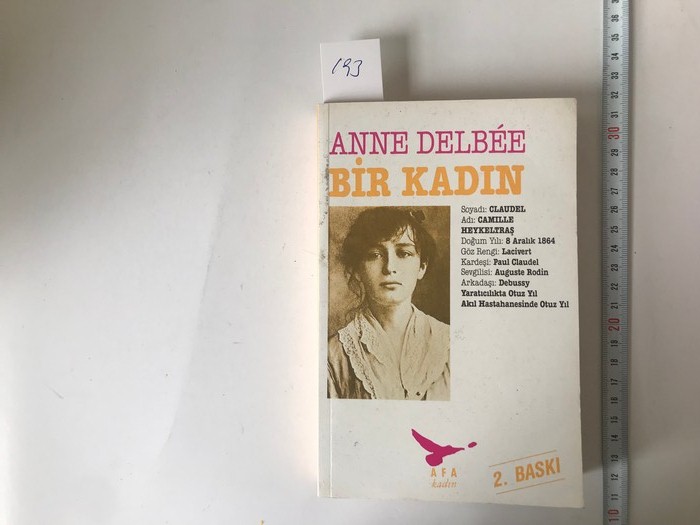 193
ANNE DELBÉE
BİR KADIN
Soyadı: CLAUDEL
Adı: CAMILLE
HEYKELTRAŞ
Doğum Yılı: 8 Aralık 1864
Göz Rengi: Lacivert
Kardeşi: Paul Claudel
Sevgilisi: Auguste Rodin
Arkadaşı: Debussy
Yaratıcılıkta Otuz Yıl
Akıl Hastahanesinde Otuz Yıl
AFA
kadın
2. BASKI